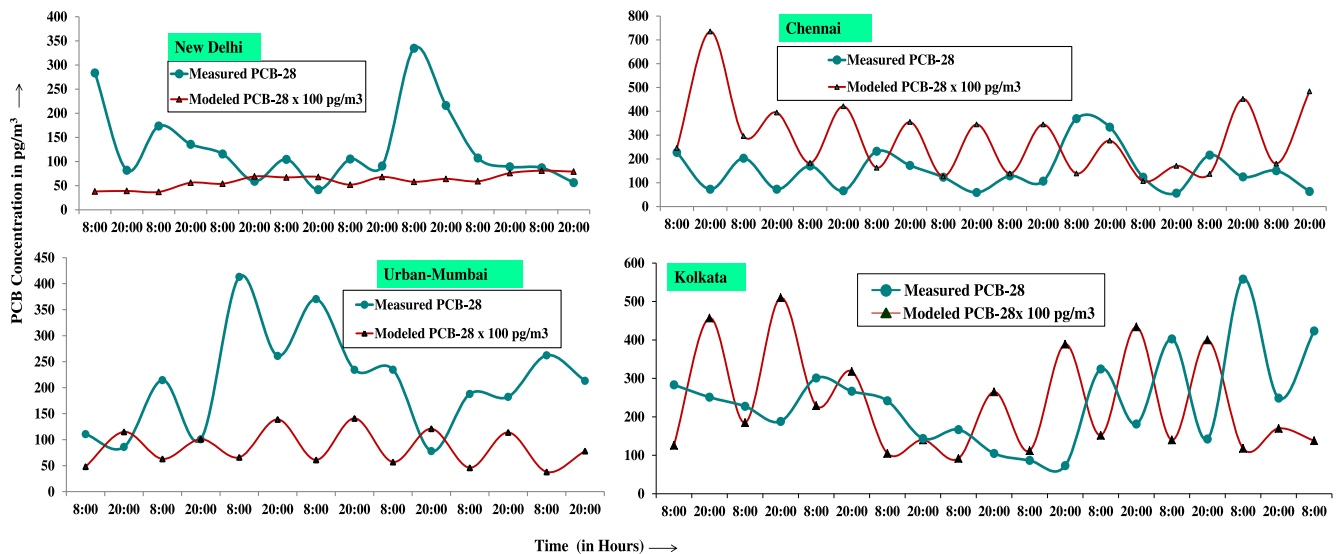 PCB Concentration in pg/m³ →
New Delhi
Measured PCB-28
Modeled PCB-28 x 100 pg/m3
400
350
300
250
200
150
100
50
0
8:00 20:00 8:00 20:00 8:00 20:00 8:00 20:00 8:00 20:00 8:00 20:00 8:00 20:00 8:00 20:00
Chennai
Measured PCB-28
Modeled PCB-28 x 100 pg/m3
800
700
600
500
400
300
200
100
0
8:00 20:00 8:00 20:00 8:00 20:00 8:00 20:00 8:00 20:00 8:00 20:00 8:00 20:00 8:00 20:00 8:00 20:00 8:00 20:00
Urban-Mumbai
Measured PCB-28
Modeled PCB-28 x 100 pg/m3
450
400
350
300
250
200
150
100
50
0
8:00 20:00 8:00 20:00 8:00 20:00 8:00 20:00 8:00 20:00 8:00 20:00 8:00 20:00
Kolkata
Measured PCB-28
Modeled PCB-28x 100 pg/m3
600
500
400
300
200
100
0
8:00 20:00 8:00 20:00 8:00 20:00 8:00 20:00 8:00 20:00 8:00 20:00 8:00 20:00 8:00 20:00 8:00 20:00 8:00
Time (in Hours) →